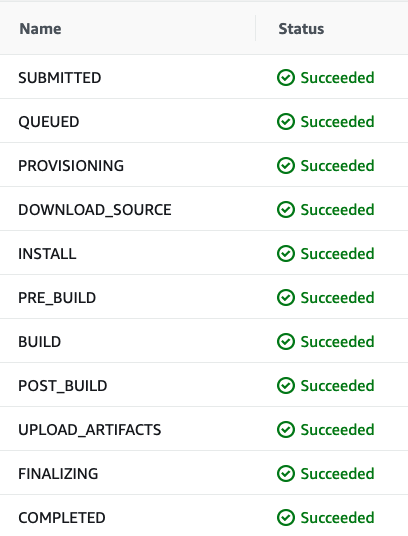 Name Status
SUBMITTED Succeeded
QUEUED Succeeded
PROVISIONING Succeeded
DOWNLOAD_SOURCE Succeeded
INSTALL Succeeded
PRE_BUILD Succeeded
BUILD Succeeded
POST_BUILD Succeeded
UPLOAD_ARTIFACTS Succeeded
FINALIZING Succeeded
COMPLETED Succeeded